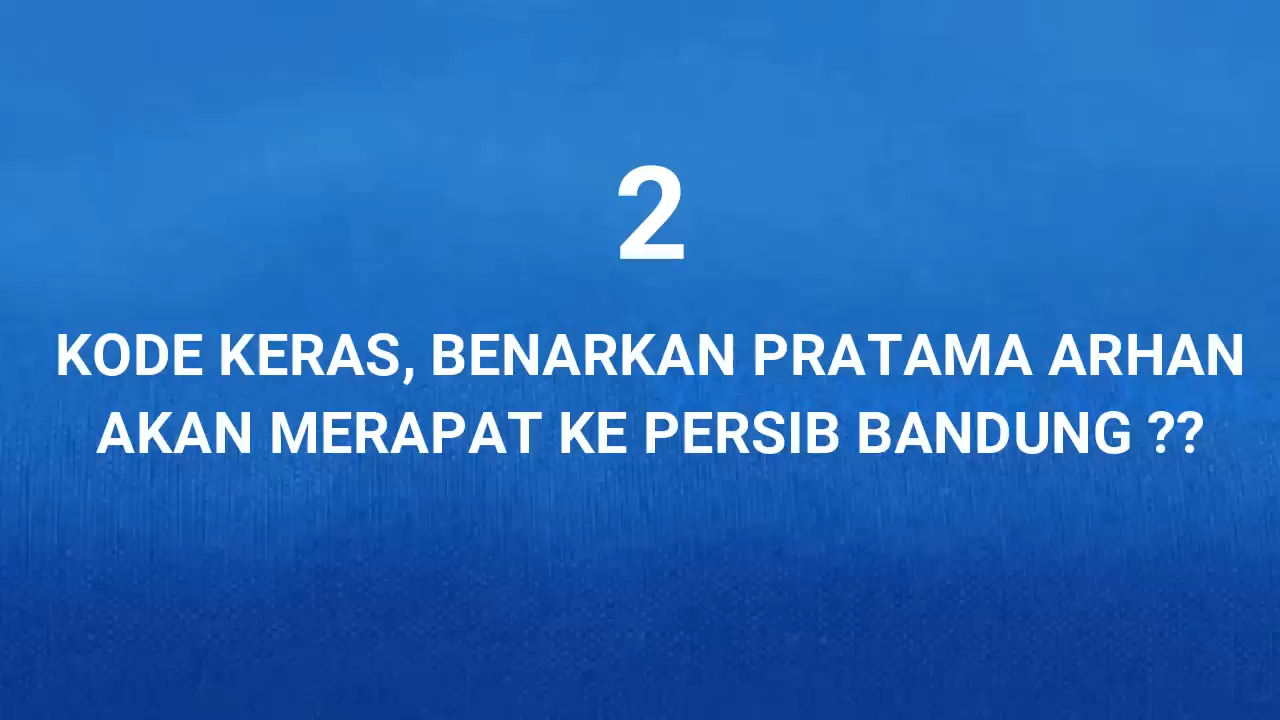 2
KODE KERAS, BENARKAN PRATAMA ARHAN
AKAN MERAPAT KE PERSIB BANDUNG ??